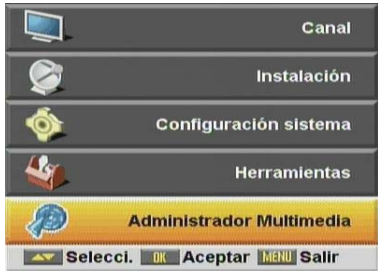 Canal
Instalación
Configuración sistema
Herramientas
Administrador Multimedia
Selecci. OK Aceptar MENU Salir